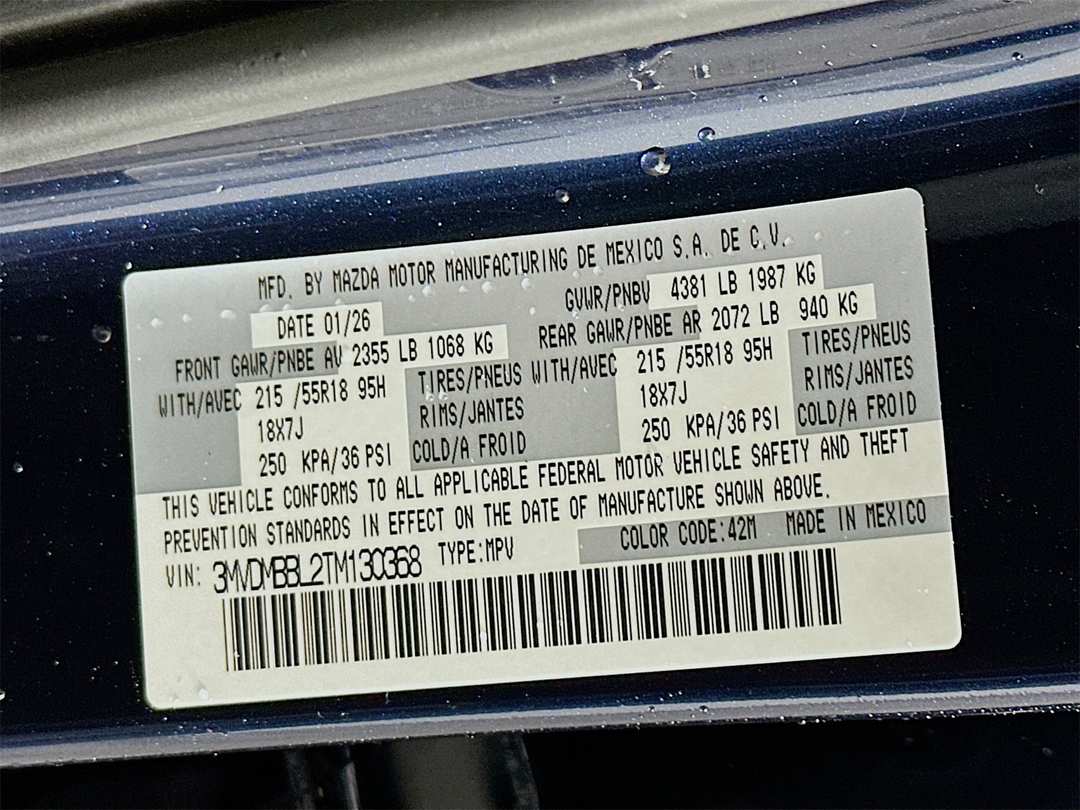 MFD. BY MAZDA MOTOR MANUFACTURING DE MEXICO S.A. DE C.V.
DATE 01/26 GVWR/PNBV 4381 LB 1987 KG
FRONT GAWR/PNBE AV 2355 LB 1068 KG REAR GAWR/PNBE AR 2072 LB 940 KG
WITH/AVEC 215 /55R18 95H TIRES/PNEUS WITH/AVEC 215 /55R18 95H TIRES/PNEUS
18X7J RIMS/JANTES 18X7J RIMS/JANTES
250 KPA/36 PSI COLD/A FROID 250 KPA/36 PSI COLD/A FROID
THIS VEHICLE CONFORMS TO ALL APPLICABLE FEDERAL MOTOR VEHICLE SAFETY AND THEFT
PREVENTION STANDARDS IN EFFECT ON THE DATE OF MANUFACTURE SHOWN ABOVE.
COLOR CODE:42M MADE IN MEXICO
VIN: 3MVDMBBL2TM130368 TYPE:MPV